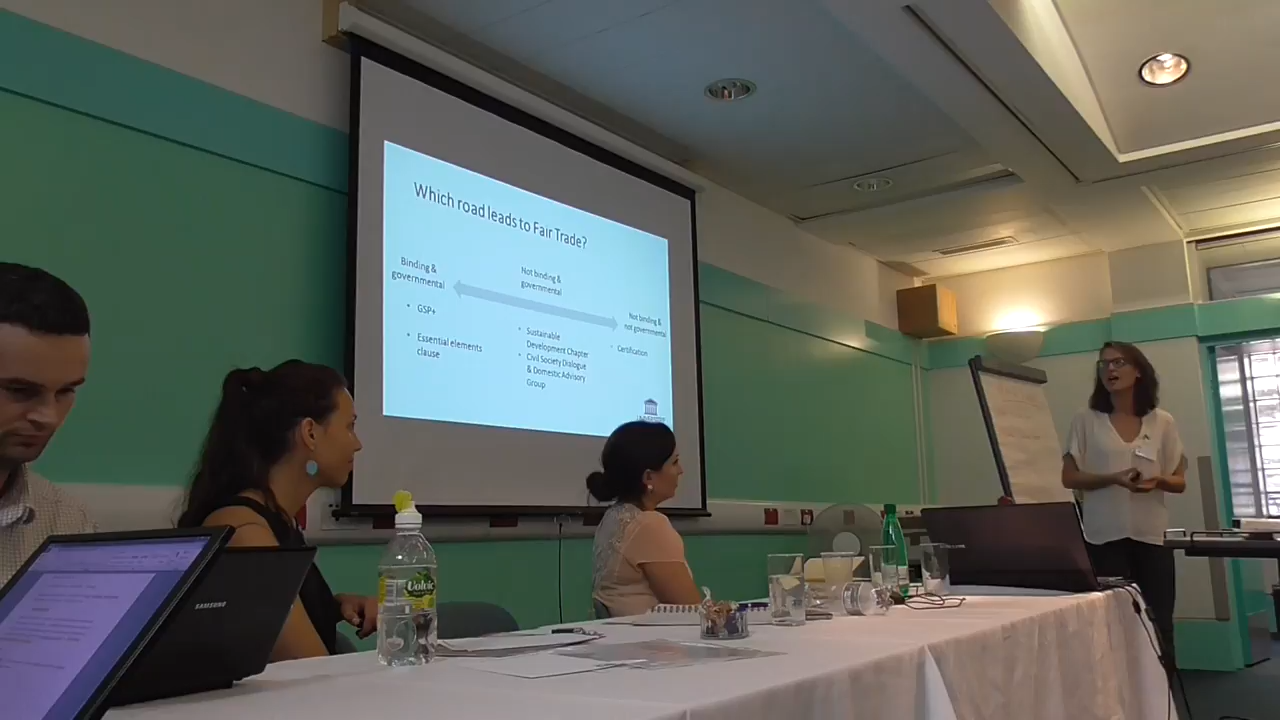 Which road leads to Fair Trade?
Binding &
governmental
Not binding &
governmental
Not binding &
not governmental
• GSP+
• Essential elements
clause
• Sustainable
Development Chapter
• Civil Society Dialogue
& Domestic Advisory
Group
• Certification
SAMSUNG
Volvic